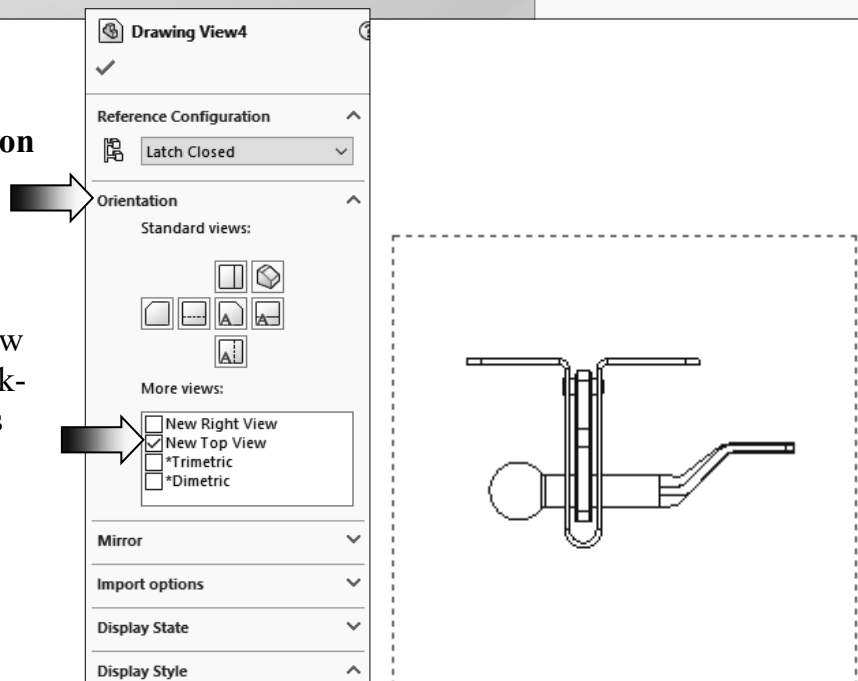 Drawing View4
Reference Configuration
on
Latch Closed
Orientation
Standard views:
A
A
A
More views:
New Right View
New Top View
*Trimetric
*Dimetric
Mirror
Import options
Display State
Display Style
w
k-
s